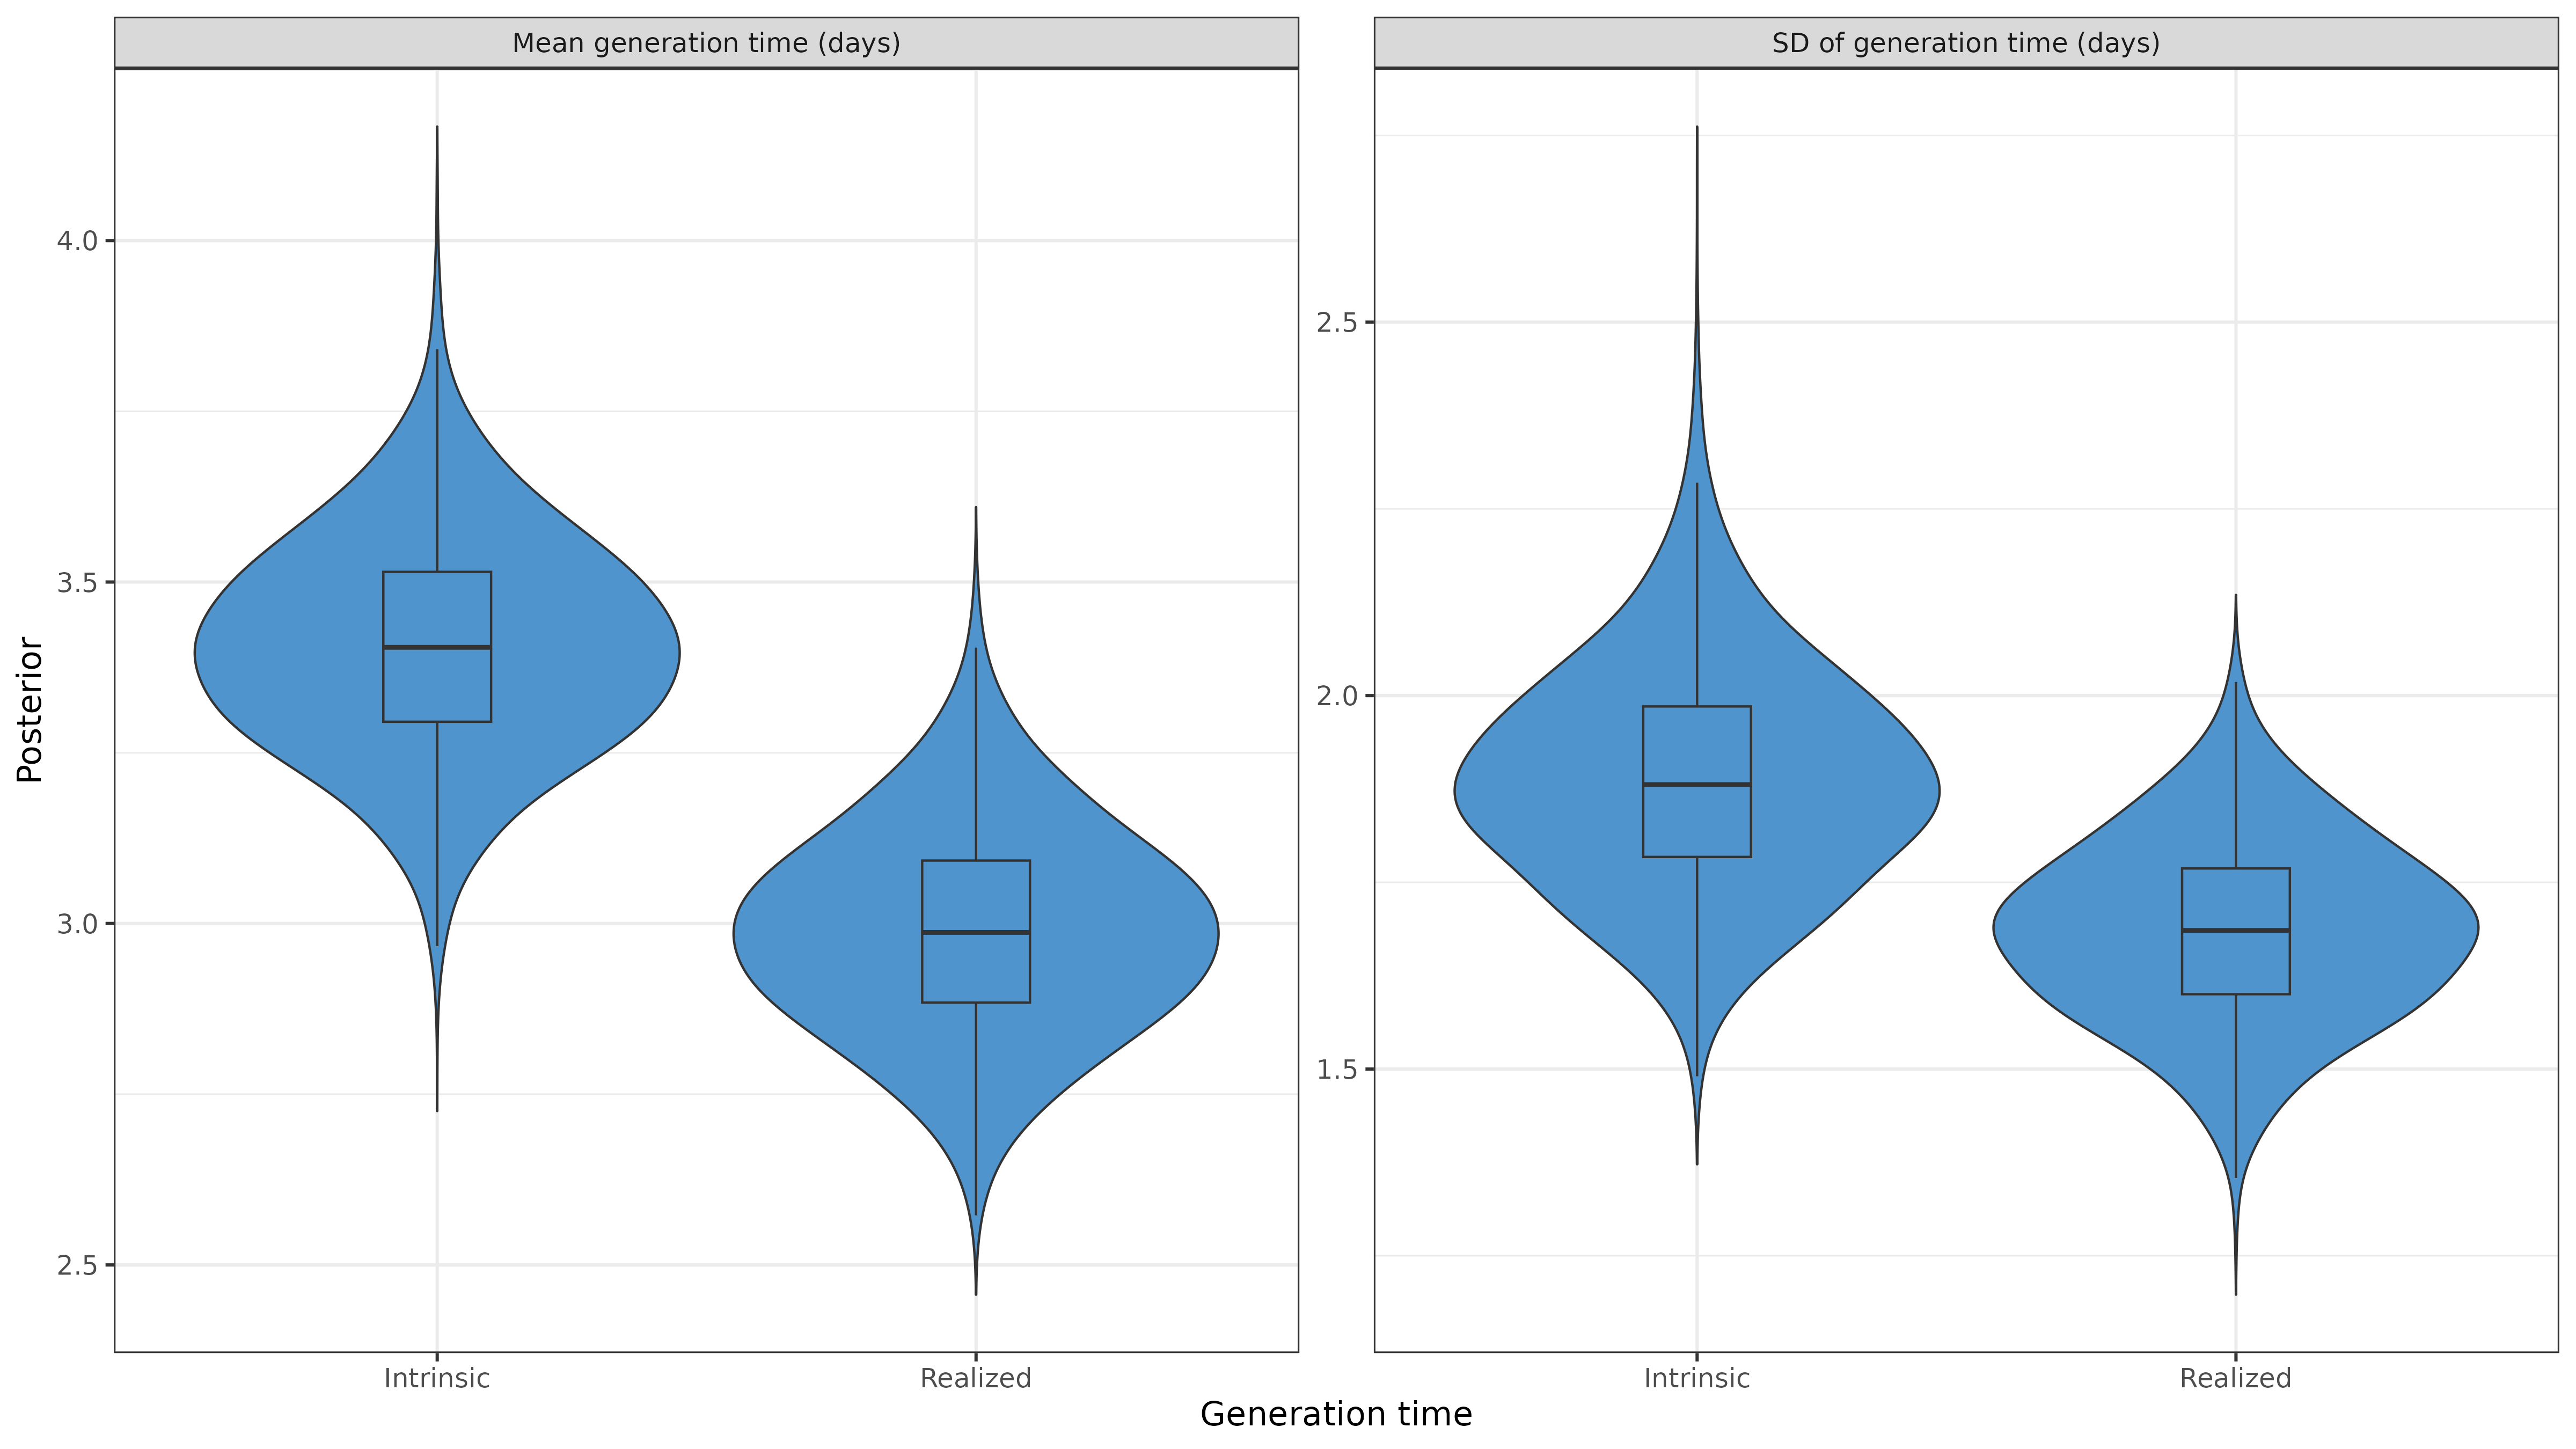 Mean generation time (days)
SD of generation time (days)
Posterior
4.0
3.5
3.0
2.5
2.5
2.0
1.5
Intrinsic
Realized
Intrinsic
Realized
Generation time